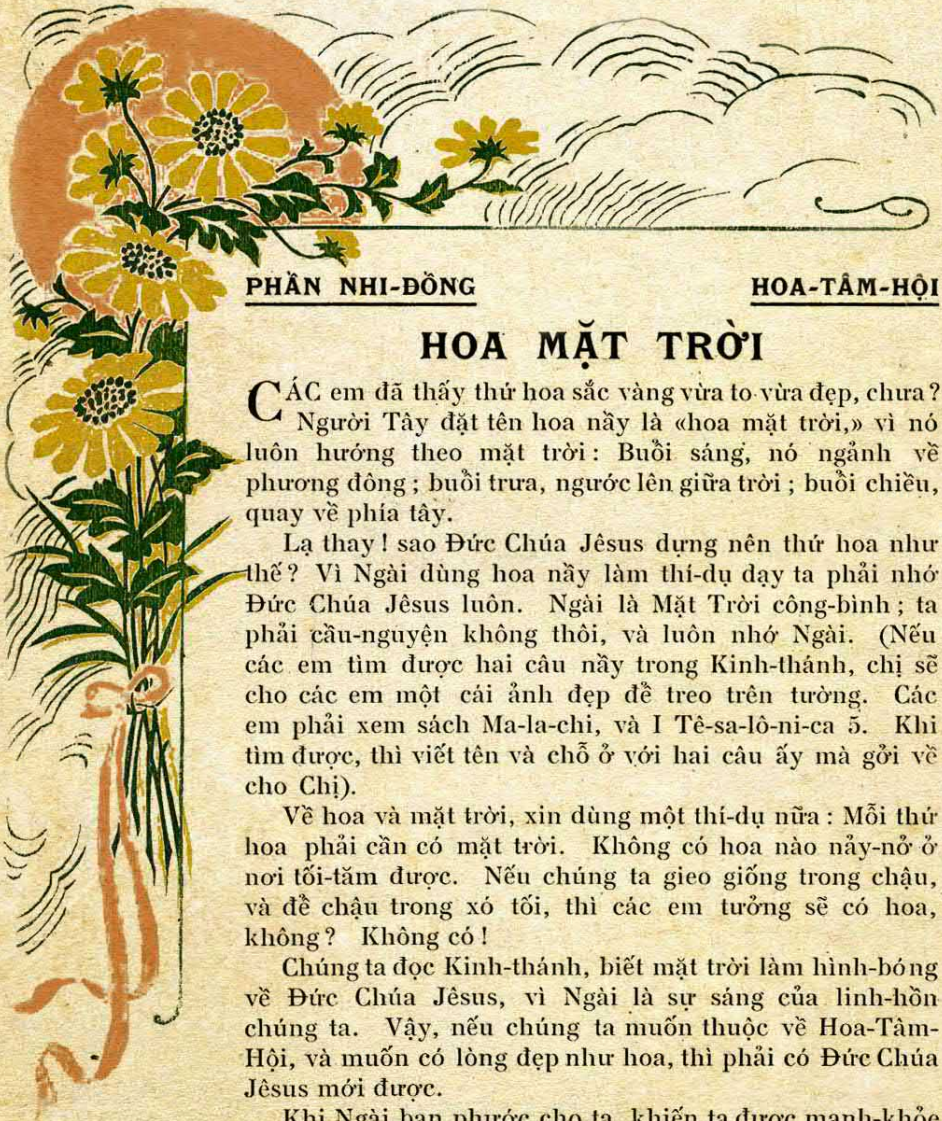 PHẦN NHI-ĐỒNG
HOA-TÂM-HỘI
HOA MẶT TRỜI
CÁC em đã thấy thứ hoa sắc vàng vừa to vừa đẹp, chưa?
Người Tây đặt tên hoa nầy là «hoa mặt trời,» vì nó
luôn hướng theo mặt trời: Buổi sáng, nó ngảnh về
phương đông; buổi trưa, ngước lên giữa trời; buổi chiều,
quay về phía tây.
Lạ thay! sao Đức Chúa Jêsus dựng nên thứ hoa như
thế? Vì Ngài dùng hoa nầy làm thí-dụ dạy ta phải nhớ
Đức Chúa Jêsus luôn. Ngài là Mặt Trời công-bình; ta
phải cầu-nguyện không thôi, và luôn nhớ Ngài. (Nếu
các em tìm được hai câu nầy trong Kinh-thánh, chị sẽ
cho các em một cái ảnh đẹp để treo trên tường. Các
em phải xem sách Ma-la-chi, và I Tê-sa-lô-ni-ca 5. Khi
tìm được, thì viết tên và chỗ ở với hai câu ấy mà gởi về
cho Chị).
Về hoa và mặt trời, xin dùng một thí-dụ nữa: Mỗi thứ
hoa phải cần có mặt trời. Không có hoa nào nảy-nở ở
nơi tối-tăm được. Nếu chúng ta gieo giống trong chậu,
và để chậu trong xó tối, thì các em tưởng sẽ có hoa,
không? Không có!
Chúng ta đọc Kinh-thánh, biết mặt trời làm hình-bóng
về Đức Chúa Jêsus, vì Ngài là sự sáng của linh-hồn
chúng ta. Vậy, nếu chúng ta muốn thuộc về Hoa-Tâm-
Hội, và muốn có lòng đẹp như hoa, thì phải có Đức Chúa
Jêsus mới được.
Khi Ngài ban phước cho ta, khiến ta được mạnh-khỏe